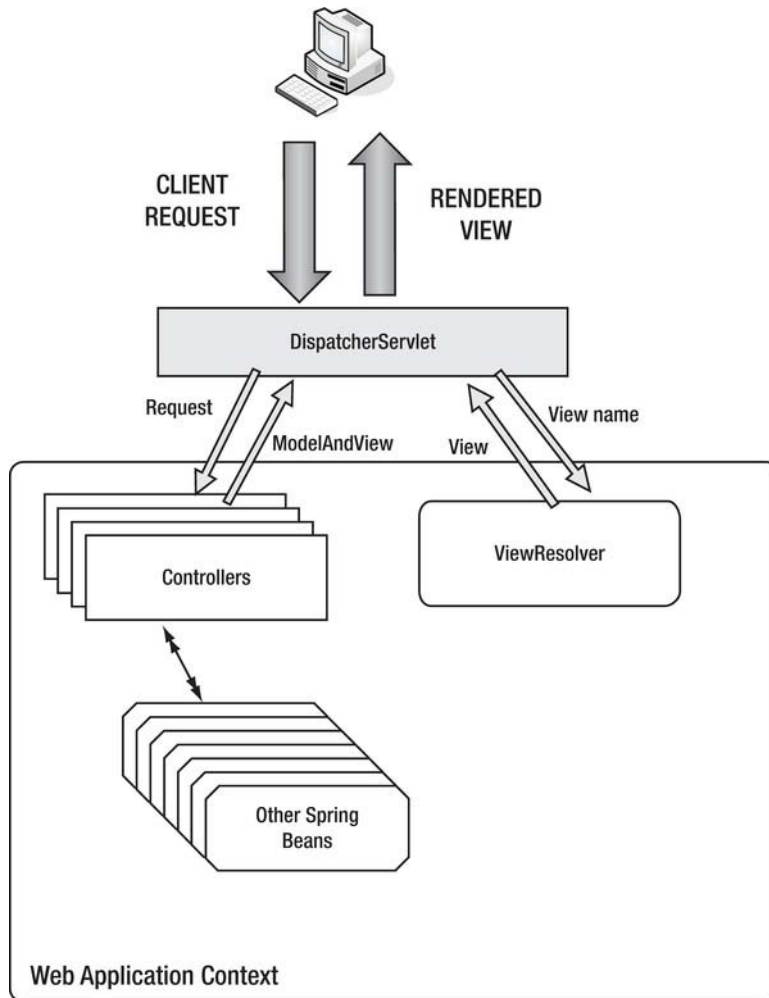 CLIENT
REQUEST
RENDERED
VIEW
DispatcherServlet
Request
ModelAndView
View
View name
Controllers
ViewResolver
Other Spring
Beans
Web Application Context